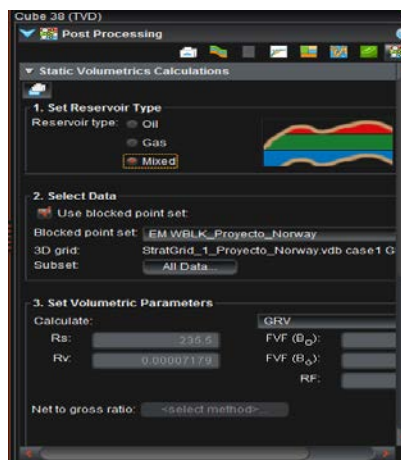 Cube 38 (TVD)
Post Processing
Static Volumetrics Calculations
1. Set Reservoir Type
Reservoir type: Oil
Gas
Mixed
2. Select Data
Use blocked point set:
Blocked point set: EM WBLK_Proyecto_Norway
3D grid: StratGrid_1_Proyecto_Norway.vdb case1 G
Subset: All Data...
3. Set Volumetric Parameters
Calculate: GRV
Rs: 235.5 FVF (Bo):
Rv: 0.00007179 FVF (BG):
RF:
Net to gross ratio: <select method>...